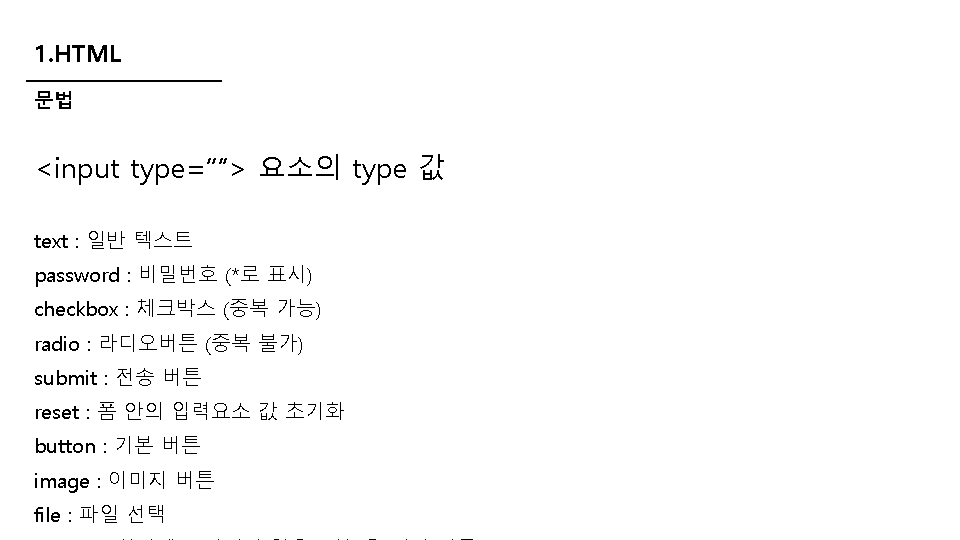 1.HTML
문법
<input type=””> 요소의 type 값
text : 일반 텍스트
password : 비밀번호 (*로 표시)
checkbox : 체크박스 (중복 가능)
radio : 라디오버튼 (중복 불가)
submit : 전송 버튼
reset : 폼 안의 입력요소 값 초기화
button : 기본 버튼
image : 이미지 버튼
file : 파일 선택